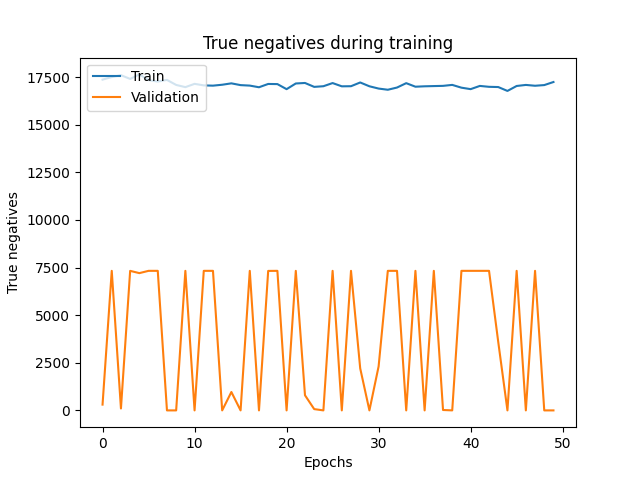 True negatives during training
17500
15000
12500
10000
7500
5000
2500
0
True negatives
Train
Validation
0 10 20 30 40 50
Epochs